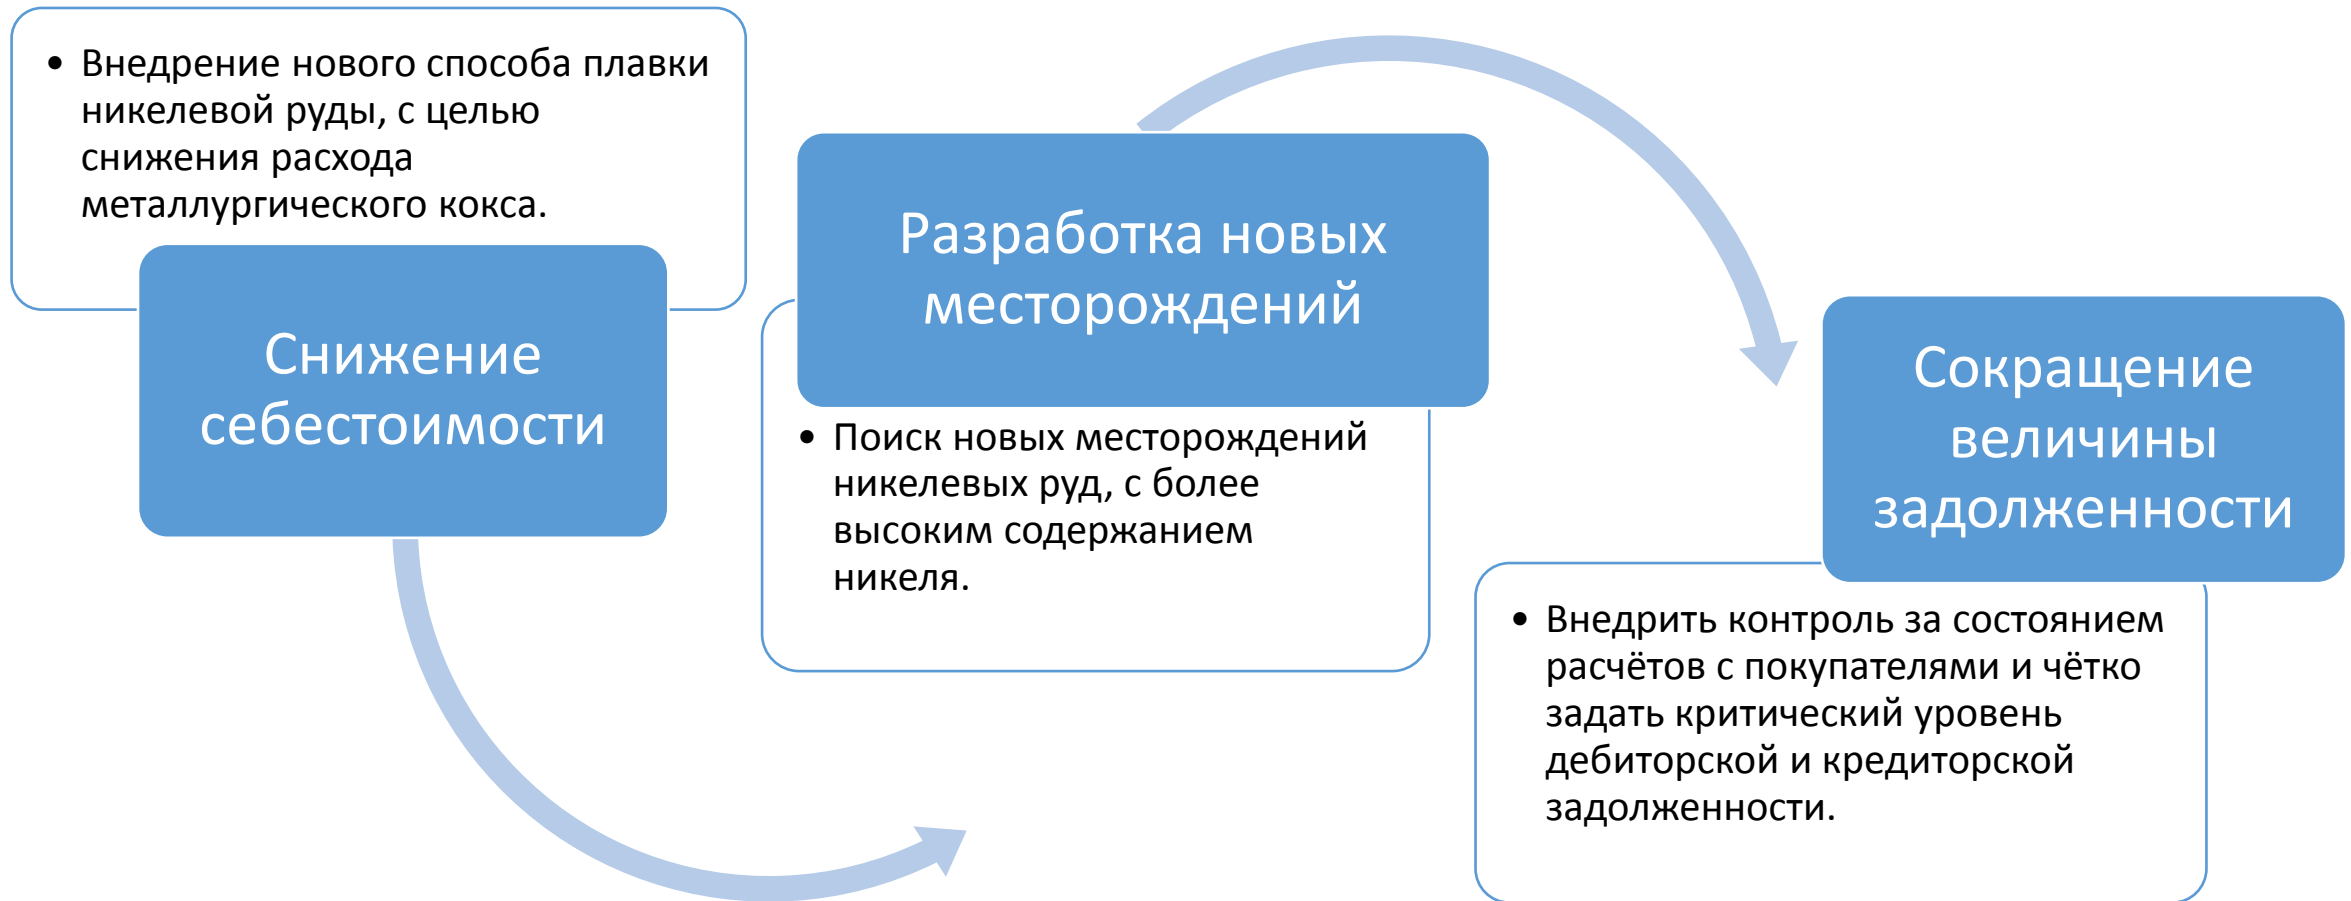 • Внедрение нового способа плавки
никелевой руды, с целью
снижения расхода
металлургического кокса.
Снижение
себестоимости
Разработка новых
месторождений
• Поиск новых месторождений
никелевых руд, с более
высоким содержанием
никеля.
Сокращение
величины
задолженности
• Внедрить контроль за состоянием
расчётов с покупателями и чётко
задать критический уровень
дебиторской и кредиторской
задолженности.